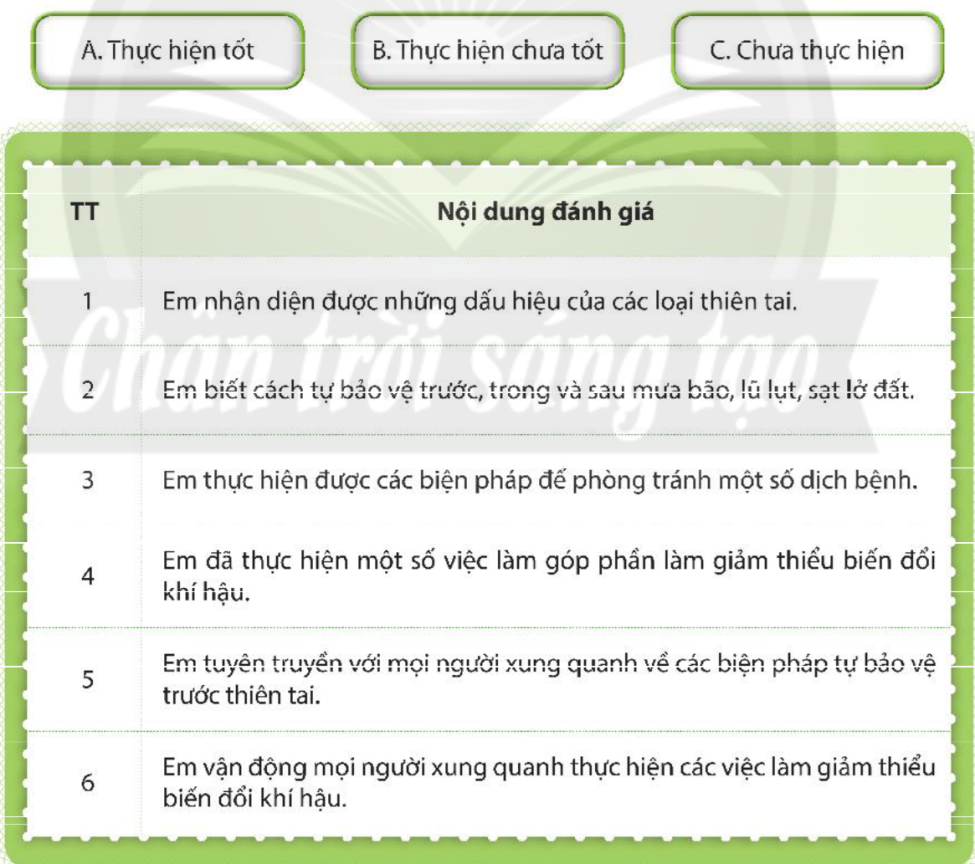 A. Thực hiện tốt
B. Thực hiện chưa tốt
C. Chưa thực hiện
TT
Nội dung đánh giá
1
Em nhận diện được những dấu hiệu của các loại thiên tai.
2
Em biết cách tự bảo vệ trước, trong và sau mưa bão, lũ lụt, sạt lở đất.
3
Em thực hiện được các biện pháp để phòng tránh một số dịch bệnh.
4
Em đã thực hiện một số việc làm góp phần làm giảm thiểu biến đổi
khí hậu.
5
Em tuyên truyền với mọi người xung quanh về các biện pháp tự bảo vệ
trước thiên tai.
6
Em vận động mọi người xung quanh thực hiện các việc làm giảm thiểu
biến đổi khí hậu.
Chân trời sáng tạo